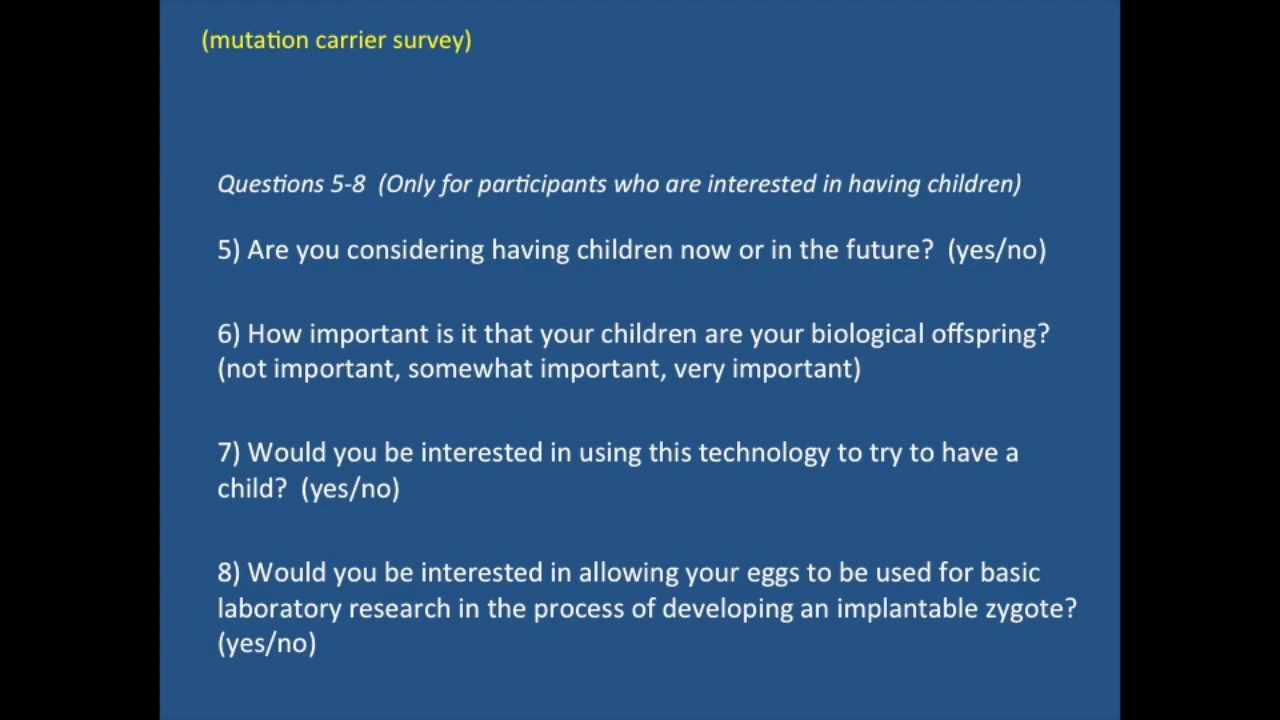 (mutation carrier survey)
Questions 5-8  (Only for participants who are interested in having children)
5) Are you considering having children now or in the future?  (yes/no)
6) How important is it that your children are your biological offspring?
(not important, somewhat important, very important)
7) Would you be interested in using this technology to try to have a
child?  (yes/no)
8) Would you be interested in allowing your eggs to be used for basic
laboratory research in the process of developing an implantable zygote?
(yes/no)